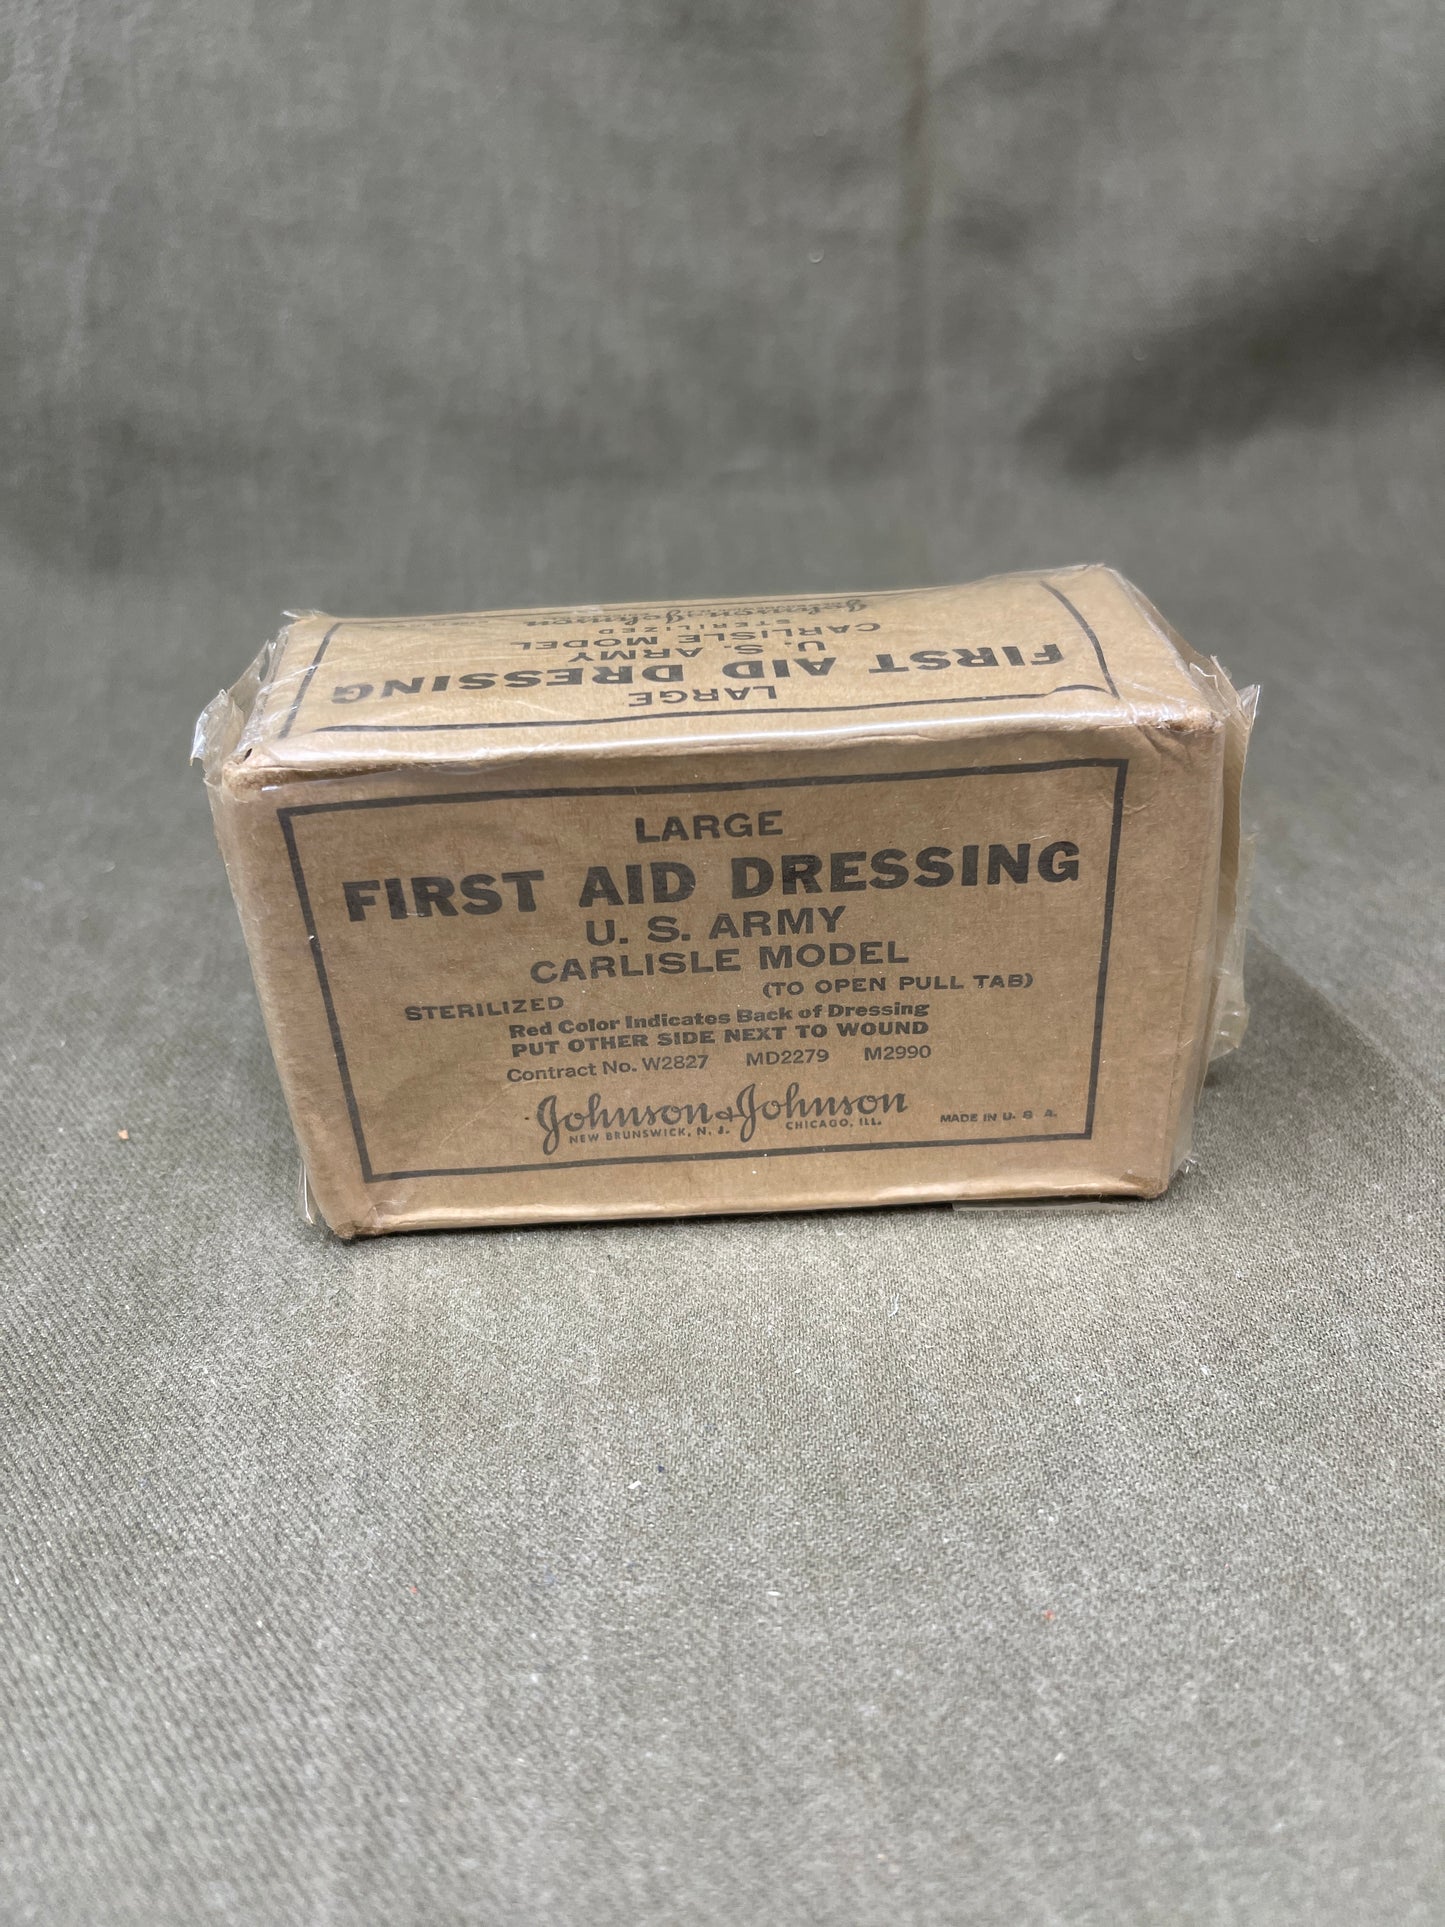 LARGE
FIRST AID DRESSING
U. S. ARMY
CARLISLE MODEL
STERILIZED
Johnson & Johnson
LARGE
FIRST AID DRESSING
U. S. ARMY
CARLISLE MODEL
STERILIZED (TO OPEN PULL TAB)
Red Color Indicates Back of Dressing
PUT OTHER SIDE NEXT TO WOUND
Contract No. W2827 MD2279 M2990
Johnson & Johnson
NEW BRUNSWICK, N. J. CHICAGO, ILL. MADE IN U. S. A.